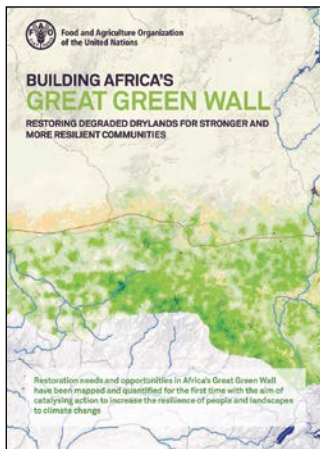 Food and Agriculture Organization
of the United Nations
BUILDING AFRICA'S
GREAT GREEN WALL
RESTORING DEGRADED DRYLANDS FOR STRONGER AND
MORE RESILIENT COMMUNITIES
Restoration needs and opportunities in Africa's Great Green Wall
have been mapped and quantified for the first time with the aim of
catalysing action to increase the resilience of people and landscapes
to climate change